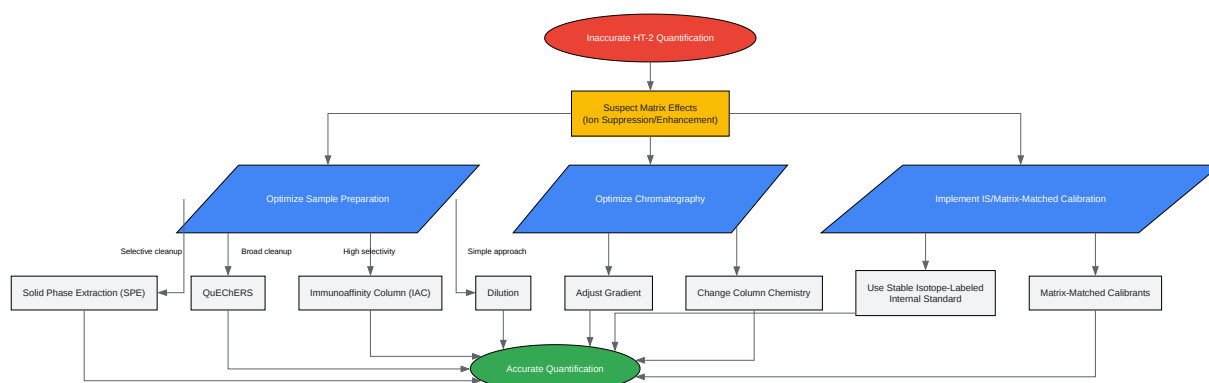 Inaccurate HT-2 Quantification
Suspect Matrix Effects
(Ion Suppression/Enhancement)
Optimize Sample Preparation
Optimize Chromatography
Implement IS/Matrix-Matched Calibration
Selective cleanup
Broad cleanup
High selectivity
Simple approach
Solid Phase Extraction (SPE)
QuEChERS
Immunoaffinity Column (IAC)
Dilution
Adjust Gradient
Change Column Chemistry
Use Stable Isotope-Labeled
Internal Standard
Matrix-Matched Calibrants
Accurate Quantification